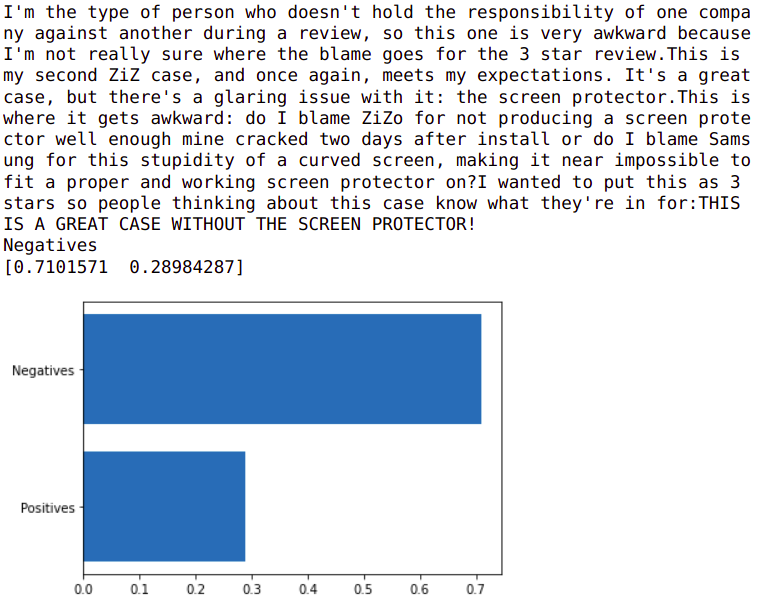 I'm the type of person who doesn't hold the responsibility of one compa
ny against another during a review, so this one is very awkward because
I'm not really sure where the blame goes for the 3 star review.This is
my second ZiZ case, and once again, meets my expectations. It's a great
case, but there's a glaring issue with it: the screen protector.This is
where it gets awkward: do I blame ZiZo for not producing a screen prote
ctor well enough mine cracked two days after install or do I blame Sams
ung for this stupidity of a curved screen, making it near impossible to
fit a proper and working screen protector on?I wanted to put this as 3
stars so people thinking about this case know what they're in for:THIS
IS A GREAT CASE WITHOUT THE SCREEN PROTECTOR!
Negatives
[0.7101571  0.28984287]
Negatives
Positives
0.0 0.1 0.2 0.3 0.4 0.5 0.6 0.7